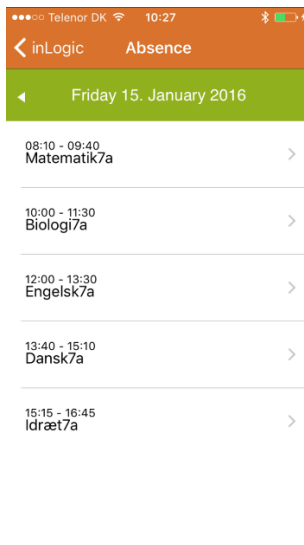 Telenor DK 10:27
inLogic Absence
Friday 15. January 2016
08:10 - 09:40
Matematik7a
10:00 - 11:30
Biologi7a
12:00 - 13:30
Engelsk7a
13:40 - 15:10
Dansk7a
15:15 - 16:45
Idræt7a